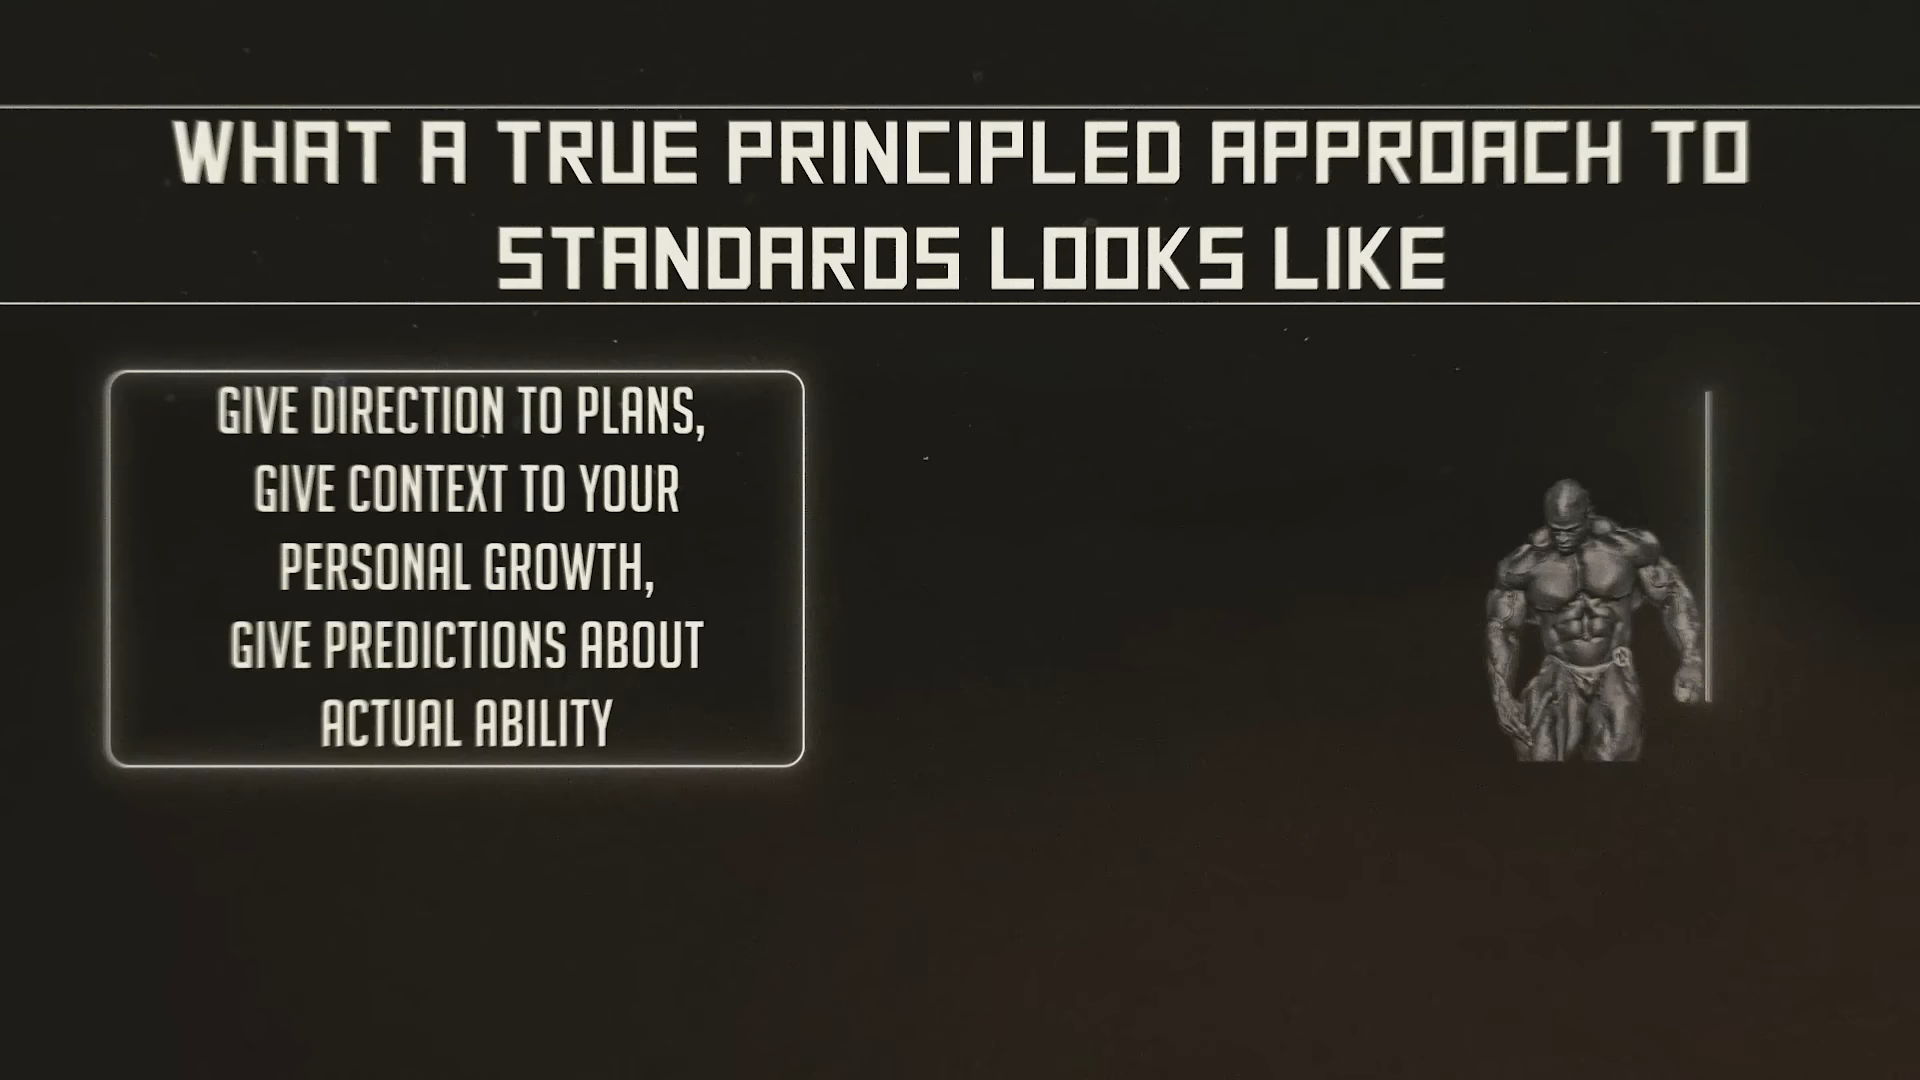 WHAT A TRUE PRINCIPLED APPROACH TO
STANDARDS LOOKS LIKE
GIVE DIRECTION TO PLANS,
GIVE CONTEXT TO YOUR
PERSONAL GROWTH,
GIVE PREDICTIONS ABOUT
ACTUAL ABILITY